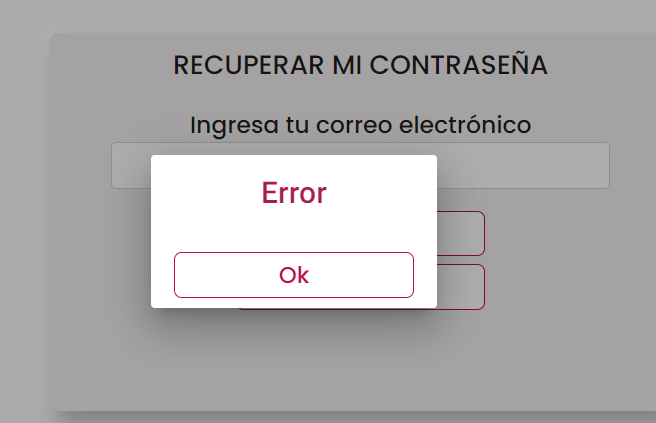 RECUPERAR MI CONTRASEÑA
Ingresa tu correo electrónico
Error
Ok